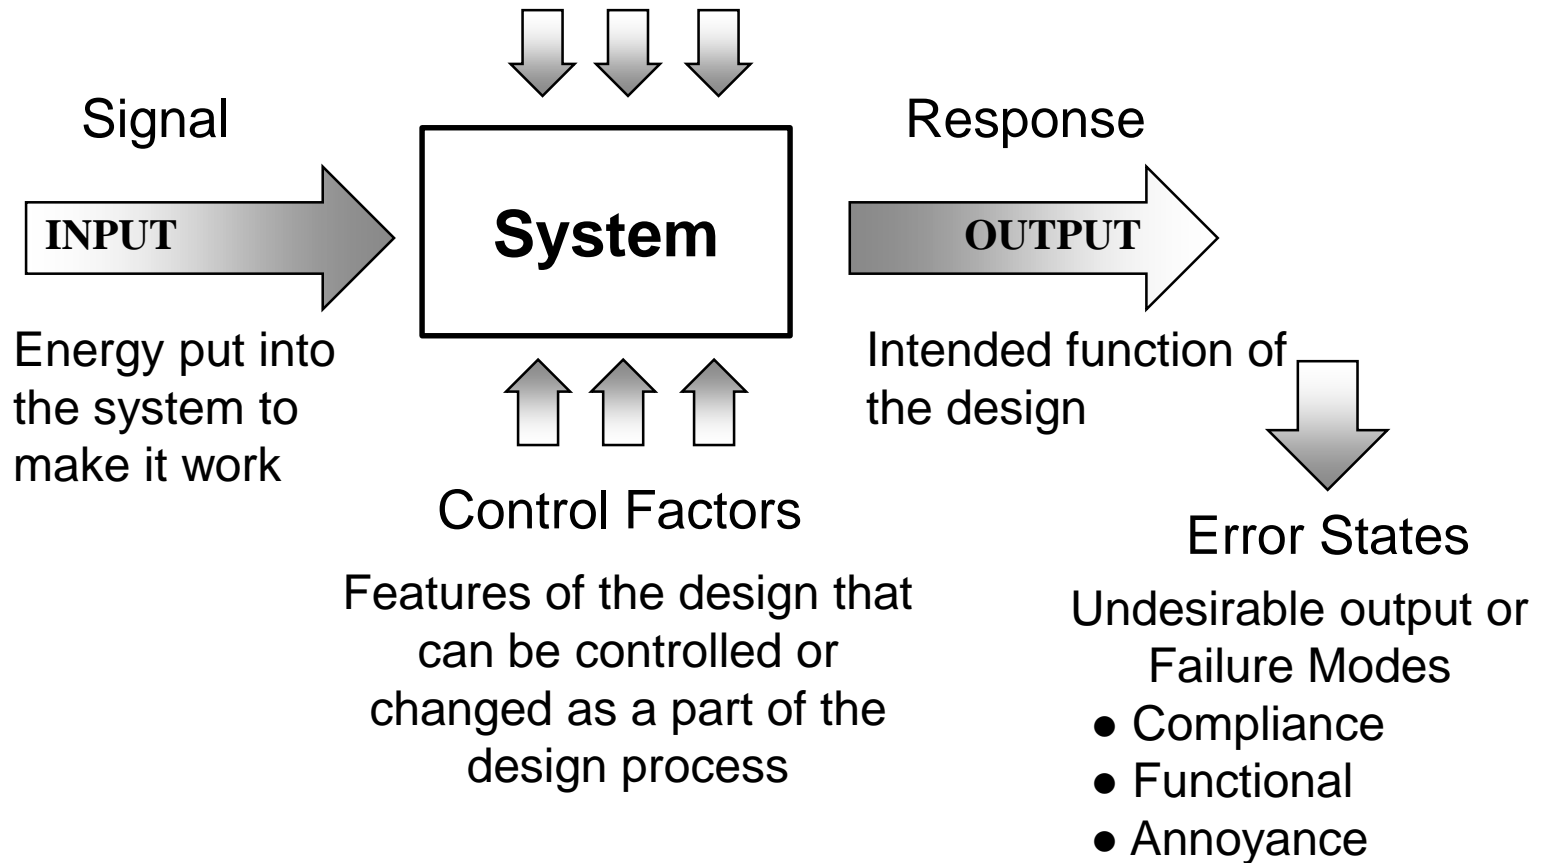 Signal
INPUT
Energy put into
the system to
make it work
System
Control Factors
Features of the design that
can be controlled or
changed as a part of the
design process
Response
OUTPUT
Intended function of
the design
Error States
Undesirable output or
Failure Modes
● Compliance
● Functional
● Annoyance